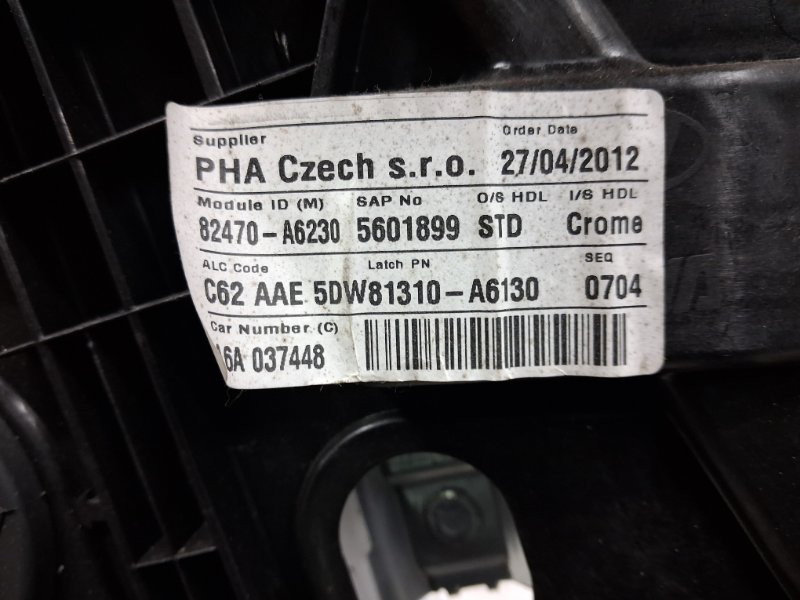 Supplier Order Date
PHA Czech s.r.o. 27/04/2012
Module ID (M) SAP No O/S HDL I/S HDL
82470-A6230 5601899 STD Crome
ALC Code Latch PN SEQ
C62 AAE 5DW81310-A6130 0704
Car Number (C)
6A 037448